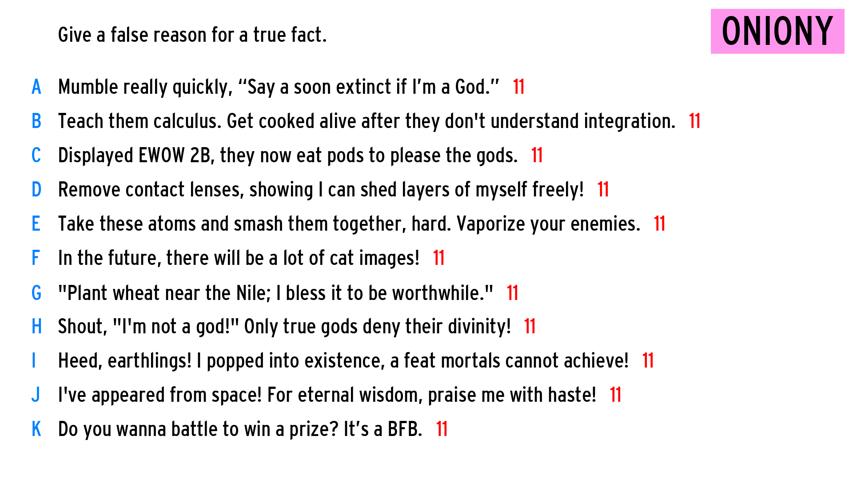 Give a false reason for a true fact.
ONIONY
A Mumble really quickly, “Say a soon extinct if I’m a God.” 11
B Teach them calculus. Get cooked alive after they don't understand integration. 11
C Displayed EWOW 2B, they now eat pods to please the gods. 11
D Remove contact lenses, showing I can shed layers of myself freely! 11
E Take these atoms and smash them together, hard. Vaporize your enemies. 11
F In the future, there will be a lot of cat images! 11
G "Plant wheat near the Nile; I bless it to be worthwhile." 11
H Shout, "I'm not a god!" Only true gods deny their divinity! 11
I Heed, earthlings! I popped into existence, a feat mortals cannot achieve! 11
J I've appeared from space! For eternal wisdom, praise me with haste! 11
K Do you wanna battle to win a prize? It’s a BFB. 11